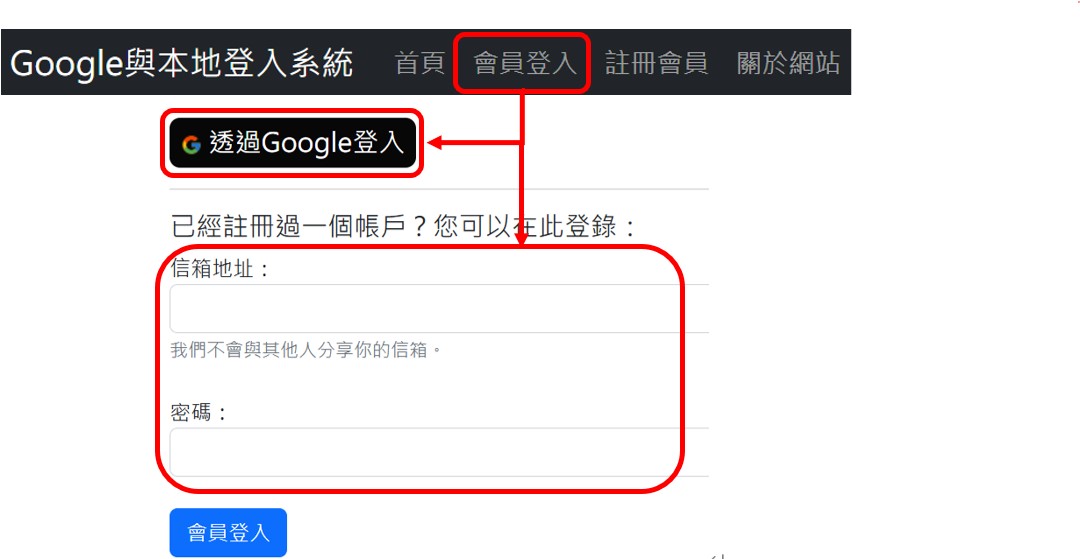 Google與本地登入系統 首頁 會員登入 註冊會員 關於網站
透過Google登入
已經註冊過一個帳戶？您可以在此登錄：
信箱地址：
我們不會與其他人分享你的信箱。
密碼：
會員登入